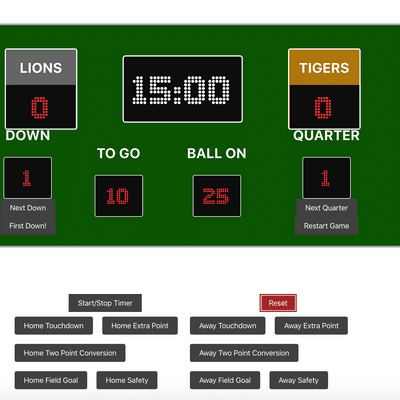 LIONS
TIGERS
15:00
0
0
DOWN
QUARTER
TO GO
BALL ON
1
10
25
1
Next Down
Next Quarter
First Down!
Restart Game
Start/Stop Timer
Reset
Home Touchdown
Home Extra Point
Away Touchdown
Away Extra Point
Home Two Point Conversion
Away Two Point Conversion
Home Field Goal
Home Safety
Away Field Goal
Away Safety